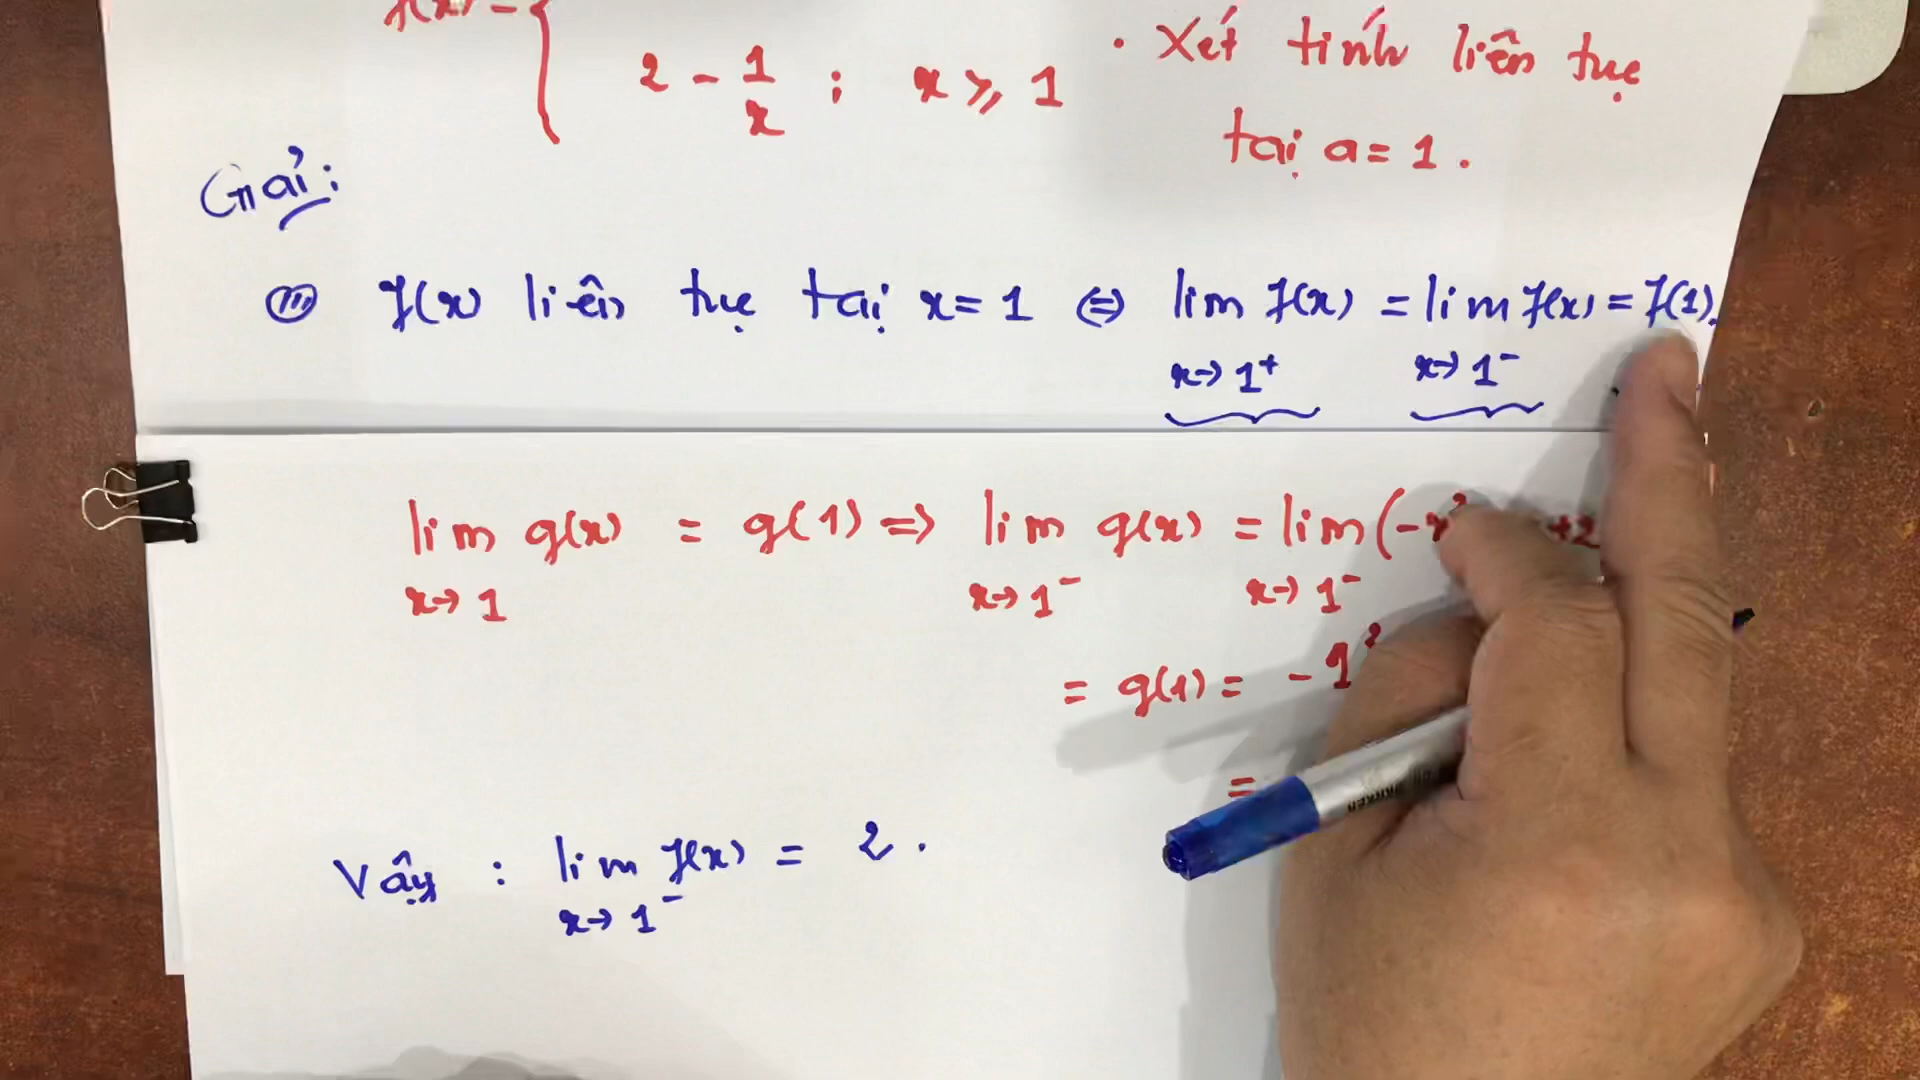 f(x) = {
2 - 1/x ; x ⩾ 1
• Xét tính liên tục
tại a = 1.
Giải:
f(x) liên tục tại x = 1 ⇔ lim f(x) = lim f(x) = f(1).
x→1⁺ x→1⁻
lim g(x) = g(1) ⇒ lim g(x) = lim (-x² +2
x→1 x→1⁻ x→1⁻
= g(1) = -1²
=
Vậy : lim f(x) = 2.
x→1⁻